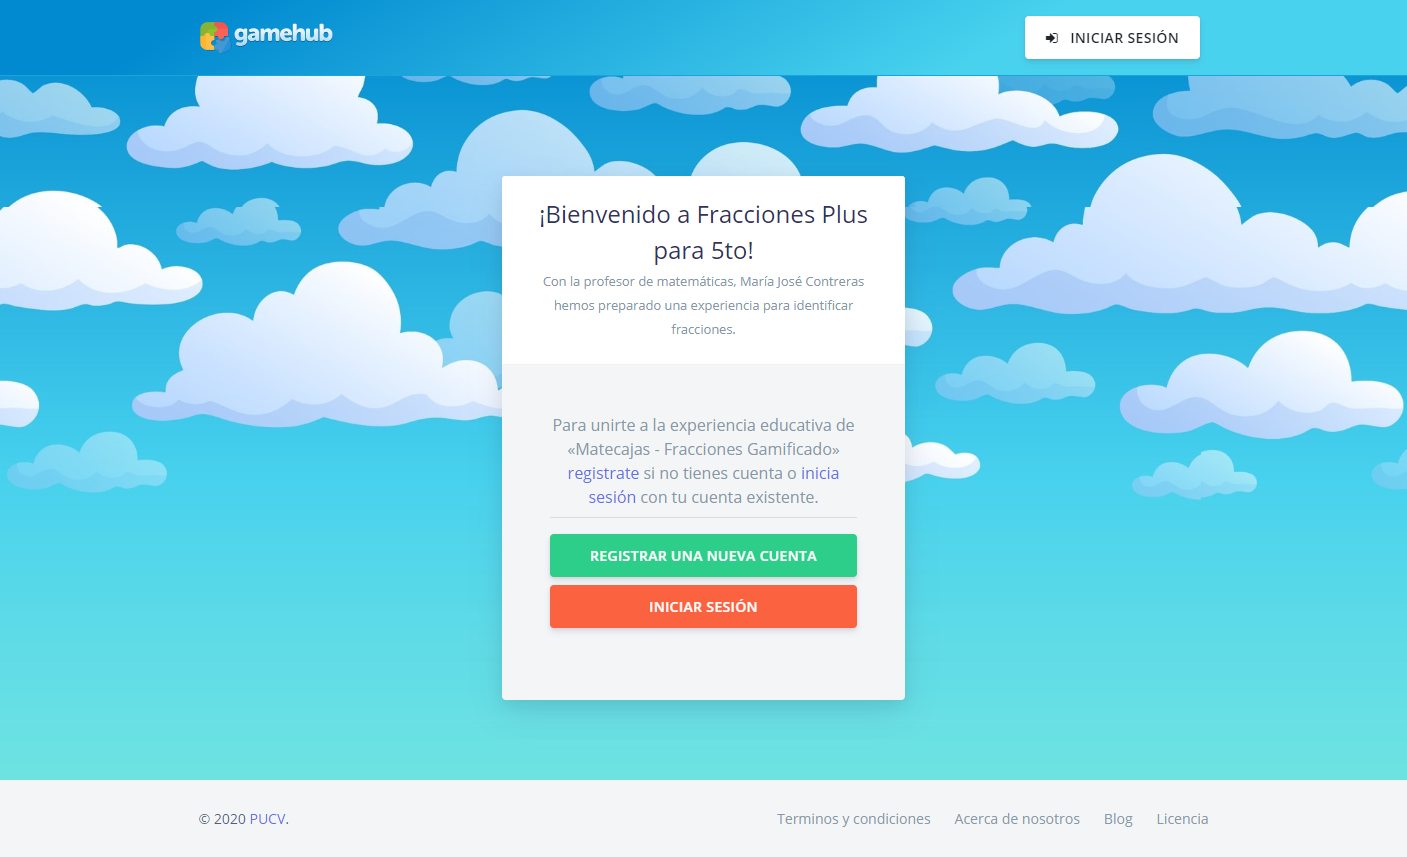 gamehub
INICIAR SESIÓN
¡Bienvenido a Fracciones Plus
para 5to!
Con la profesor de matemáticas, María José Contreras
hemos preparado una experiencia para identificar
fracciones.
Para unirte a la experiencia educativa de
«Matecajas - Fracciones Gamificado»
registrate si no tienes cuenta o inicia
sesión con tu cuenta existente.
REGISTRAR UNA NUEVA CUENTA
INICIAR SESIÓN
© 2020 PUCV.
Terminos y condiciones
Acerca de nosotros
Blog
Licencia